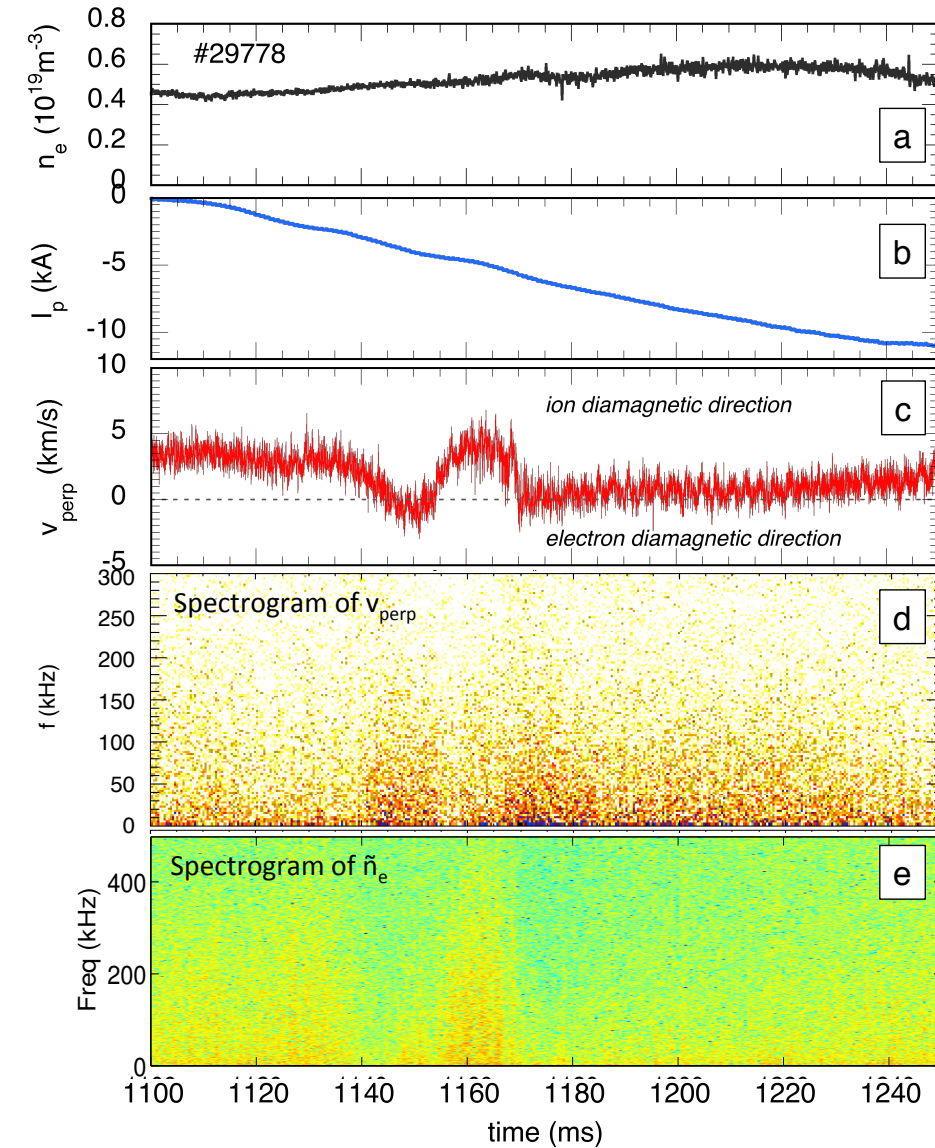 0.8
#29778
0.6
0.4
0.2
0
n_e (10^19 m^-3)
a
0
-5
-10
I_p (kA)
b
10
5
0
-5
v_perp (km/s)
ion diamagnetic direction
c
electron diamagnetic direction
300
250
200
150
100
50
0
f (kHz)
Spectrogram of v_perp
d
400
200
0
Freq (kHz)
Spectrogram of ñ_e
e
1100 1120 1140 1160 1180 1200 1220 1240
time (ms)